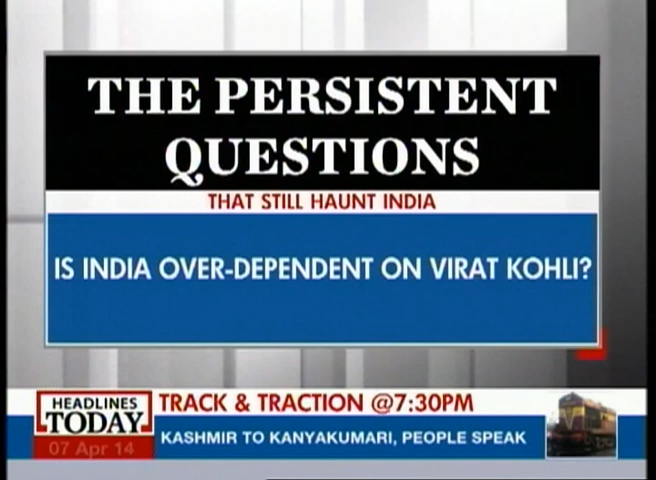 THE PERSISTENT
QUESTIONS
THAT STILL HAUNT INDIA
IS INDIA OVER-DEPENDENT ON VIRAT KOHLI?
HEADLINES
TODAY
07 Apr 14
TRACK & TRACTION @7:30PM
KASHMIR TO KANYAKUMARI, PEOPLE SPEAK